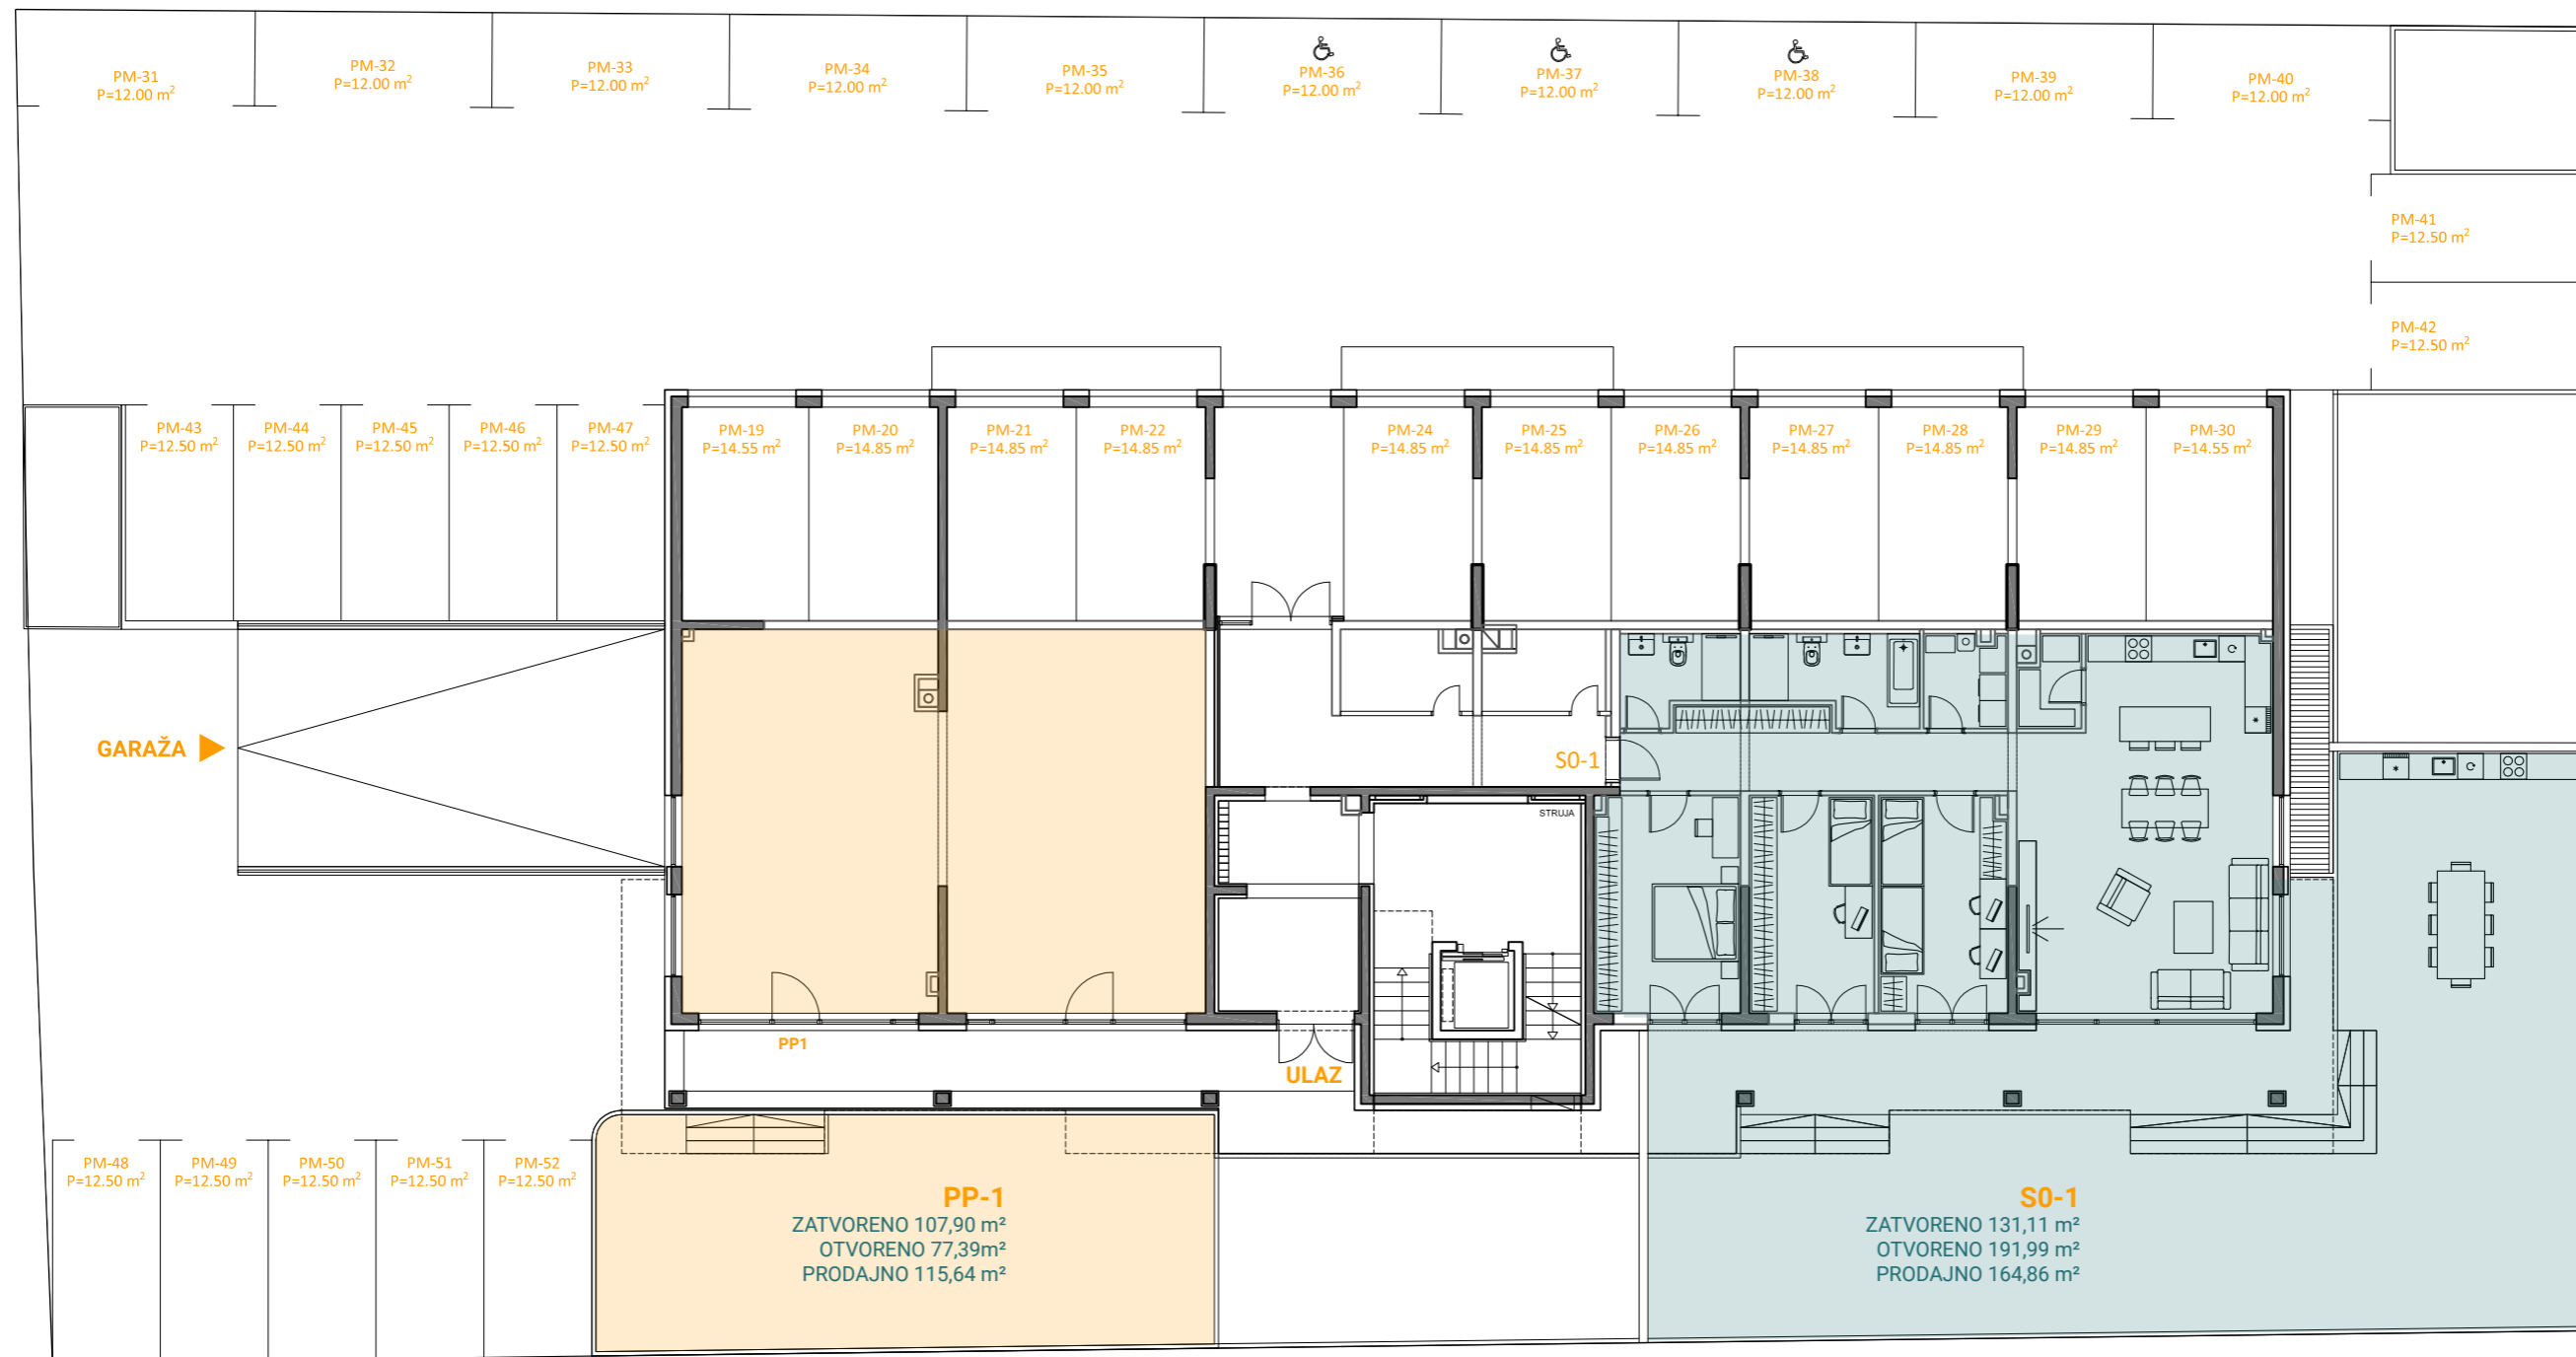 PM-31
P=12.00 m²
PM-32
P=12.00 m²
PM-33
P=12.00 m²
PM-34
P=12.00 m²
PM-35
P=12.00 m²
PM-36
P=12.00 m²
PM-37
P=12.00 m²
PM-38
P=12.00 m²
PM-39
P=12.00 m²
PM-40
P=12.00 m²
PM-41
P=12.50 m²
PM-42
P=12.50 m²
PM-43
P=12.50 m²
PM-44
P=12.50 m²
PM-45
P=12.50 m²
PM-46
P=12.50 m²
PM-47
P=12.50 m²
PM-19
P=14.55 m²
PM-20
P=14.85 m²
PM-21
P=14.85 m²
PM-22
P=14.85 m²
PM-24
P=14.85 m²
PM-25
P=14.85 m²
PM-26
P=14.85 m²
PM-27
P=14.85 m²
PM-28
P=14.85 m²
PM-29
P=14.85 m²
PM-30
P=14.55 m²
GARAŽA
S0-1
STRUJA
PP1
ULAZ
PM-48
P=12.50 m²
PM-49
P=12.50 m²
PM-50
P=12.50 m²
PM-51
P=12.50 m²
PM-52
P=12.50 m²
PP-1
ZATVORENO 107,90 m²
OTVORENO 77,39m²
PRODAJNO 115,64 m²
S0-1
ZATVORENO 131,11 m²
OTVORENO 191,99 m²
PRODAJNO 164,86 m²